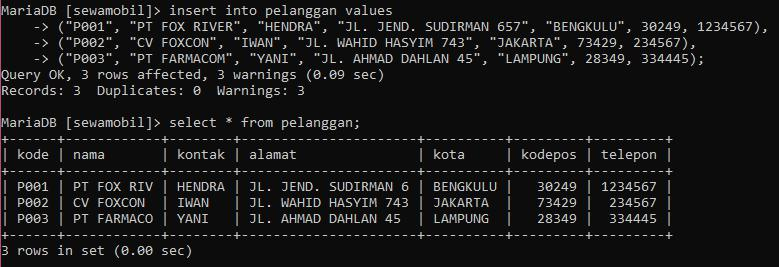 MariaDB [sewamobil]> insert into pelanggan values
    -> ("P001", "PT FOX RIVER", "HENDRA", "JL. JEND. SUDIRMAN 657", "BENGKULU", 30249, 1234567),
    -> ("P002", "CV FOXCON", "IWAN", "JL. WAHID HASYIM 743", "JAKARTA", 73429, 234567),
    -> ("P003", "PT FARMACOM", "YANI", "JL. AHMAD DAHLAN 45", "LAMPUNG", 28349, 334445);
Query OK, 3 rows affected, 3 warnings (0.09 sec)
Records: 3  Duplicates: 0  Warnings: 3
MariaDB [sewamobil]> select * from pelanggan;
+------+------------+--------+----------------------+----------+---------+---------+
| kode | nama       | kontak | alamat               | kota     | kodepos | telepon |
+------+------------+--------+----------------------+----------+---------+---------+
| P001 | PT FOX RIV | HENDRA | JL. JEND. SUDIRMAN 6 | BENGKULU |   30249 | 1234567 |
| P002 | CV FOXCON  | IWAN   | JL. WAHID HASYIM 743 | JAKARTA  |   73429 |  234567 |
| P003 | PT FARMACO | YANI   | JL. AHMAD DAHLAN 45  | LAMPUNG  |   28349 |  334445 |
+------+------------+--------+----------------------+----------+---------+---------+
3 rows in set (0.00 sec)